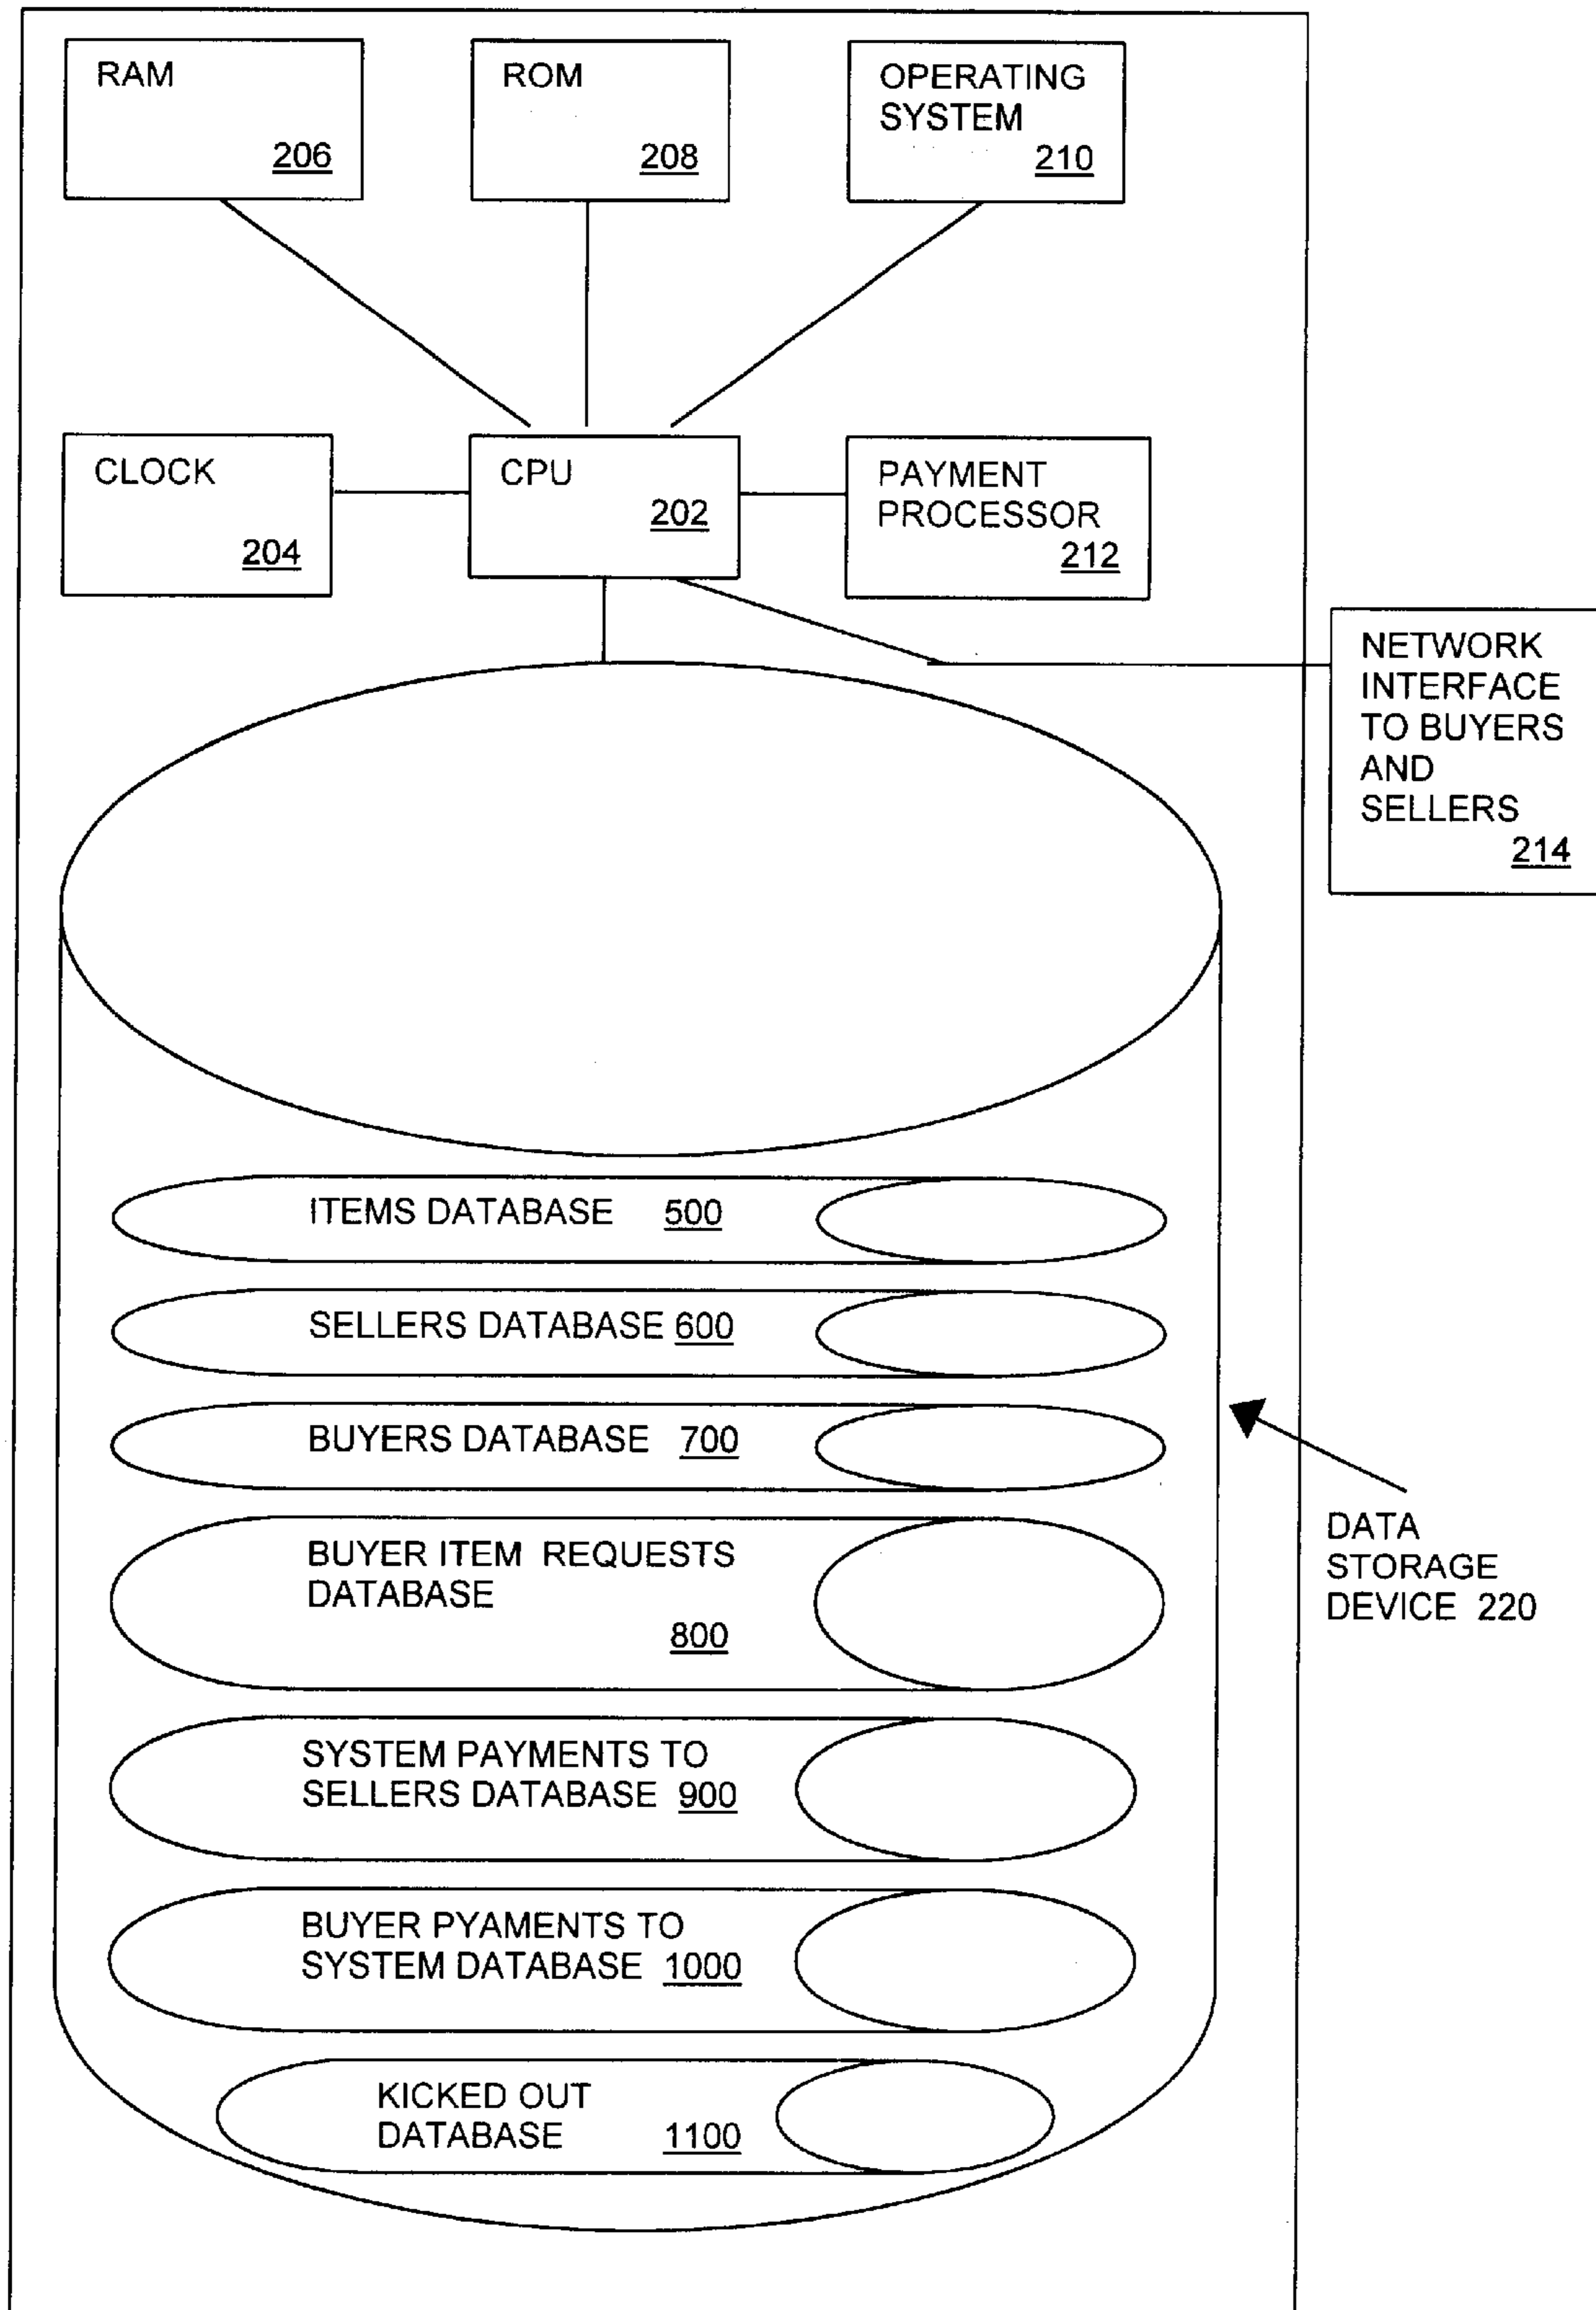 RAM
206
ROM
208
OPERATING
SYSTEM
210
CLOCK
204
CPU
202
PAYMENT
PROCESSOR
212
NETWORK
INTERFACE
TO BUYERS
AND
SELLERS
214
ITEMS DATABASE 500
SELLERS DATABASE 600
BUYERS DATABASE 700
BUYER ITEM REQUESTS
DATABASE
800
SYSTEM PAYMENTS TO
SELLERS DATABASE 900
BUYER PYAMENTS TO
SYSTEM DATABASE 1000
KICKED OUT
DATABASE 1100
DATA
STORAGE
DEVICE 220